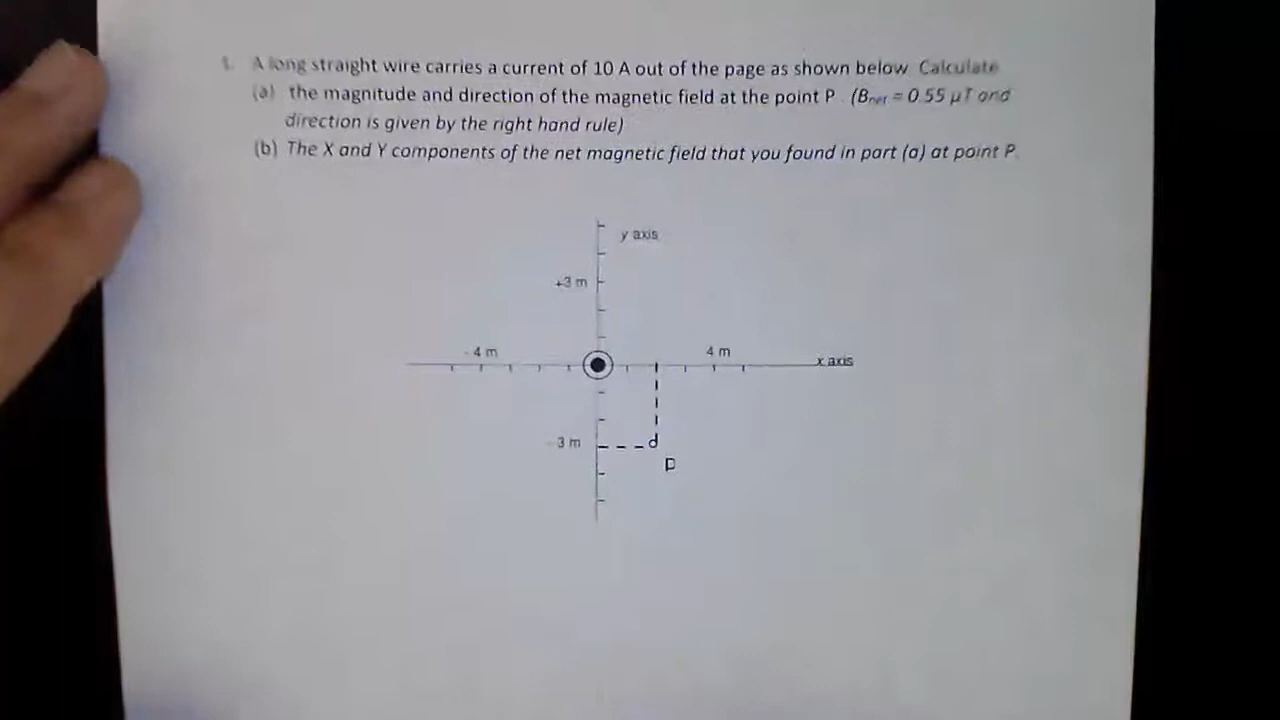 1. A long straight wire carries a current of 10 A out of the page as shown below Calculate
(a) the magnitude and direction of the magnetic field at the point P. (Bnet = 0.55 µT and
direction is given by the right hand rule)
(b) The X and Y components of the net magnetic field that you found in part (a) at point P.
y axis
+3 m
- 4 m
4 m
x axis
- 3 m
d
P